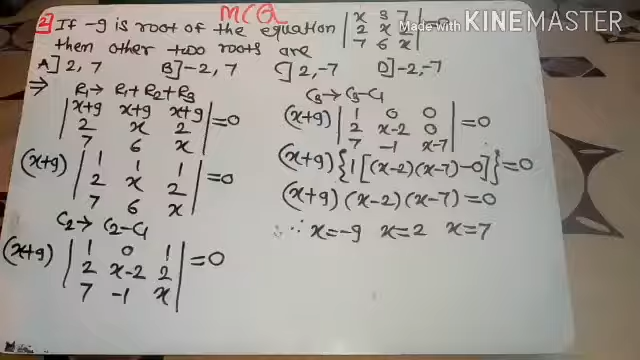 MCQ
Made With KINEMASTER
2] If -9 is root of the equation | x 3 7 | = 0
| 2 x 2 |
| 7 6 x |
then other two roots are
A] 2, 7 B] -2, 7 C] 2, -7 D] -2, -7
⇒ R₁ → R₁ + R₂ + R₃
| x+9 x+9 x+9 |
| 2 x 2 | = 0
| 7 6 x |
(x+9) | 1 1 1 |
| 2 x 2 | = 0
| 7 6 x |
C₂ → C₂ - C₁
(x+9) | 1 0 1 |
| 2 x-2 2 | = 0
| 7 -1 x |
C₃ → C₃ - C₁
(x+9) | 1 0 0 |
| 2 x-2 0 | = 0
| 7 -1 x-7 |
(x+9) {1[(x-2)(x-7)-0]} = 0
(x+9) (x-2) (x-7) = 0
∴ x = -9 x = 2 x = 7